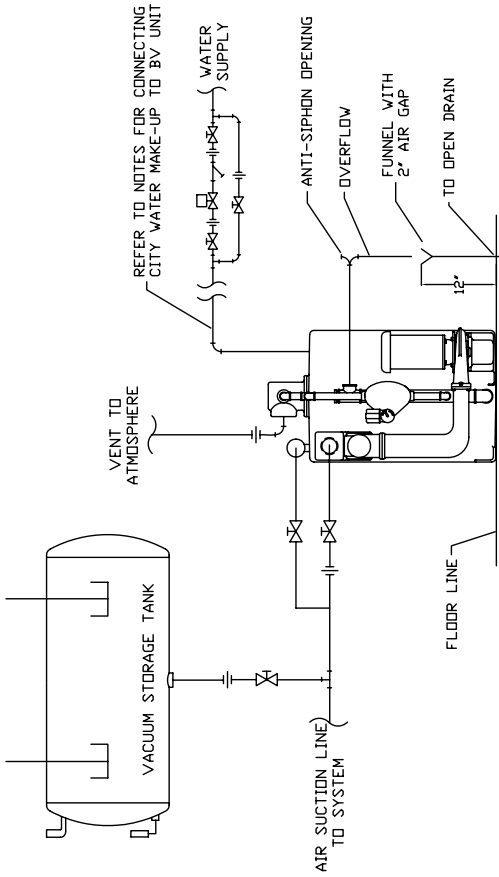 REFER TO NOTES FOR CONNECTING
CITY WATER MAKE-UP TO BV UNIT
WATER
SUPPLY
VENT TO
ATMOSPHERE
ANTI-SIPHON OPENING
OVERFLOW
FUNNEL WITH
2" AIR GAP
TO OPEN DRAIN
12"
VACUUM STORAGE TANK
AIR SUCTION LINE
TO SYSTEM
FLOOR LINE